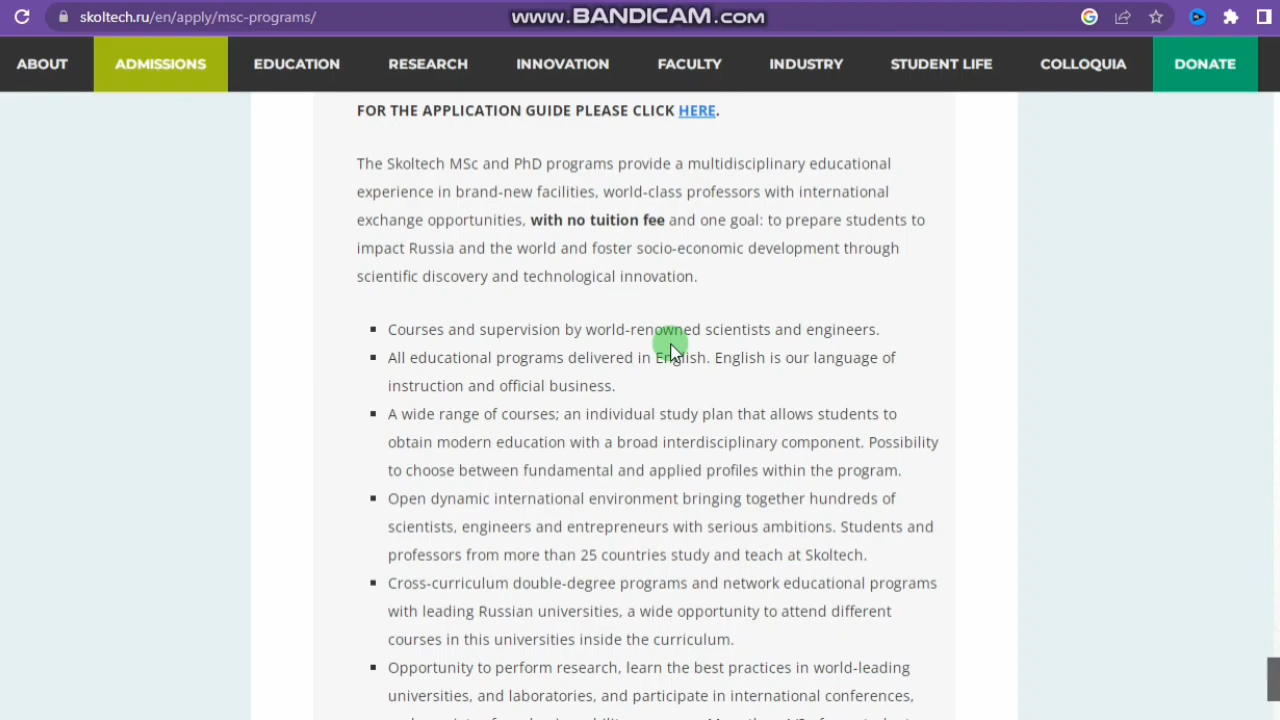 skoltech.ru/en/apply/msc-programs/
www.BANDICAM.com
ABOUT ADMISSIONS EDUCATION RESEARCH INNOVATION FACULTY INDUSTRY STUDENT LIFE COLLOQUIA DONATE
FOR THE APPLICATION GUIDE PLEASE CLICK HERE.
The Skoltech MSc and PhD programs provide a multidisciplinary educational
experience in brand-new facilities, world-class professors with international
exchange opportunities, with no tuition fee and one goal: to prepare students to
impact Russia and the world and foster socio-economic development through
scientific discovery and technological innovation.
▪ Courses and supervision by world-renowned scientists and engineers.
▪ All educational programs delivered in English. English is our language of
instruction and official business.
▪ A wide range of courses; an individual study plan that allows students to
obtain modern education with a broad interdisciplinary component. Possibility
to choose between fundamental and applied profiles within the program.
▪ Open dynamic international environment bringing together hundreds of
scientists, engineers and entrepreneurs with serious ambitions. Students and
professors from more than 25 countries study and teach at Skoltech.
▪ Cross-curriculum double-degree programs and network educational programs
with leading Russian universities, a wide opportunity to attend different
courses in this universities inside the curriculum.
▪ Opportunity to perform research, learn the best practices in world-leading
universities, and laboratories, and participate in international conferences,